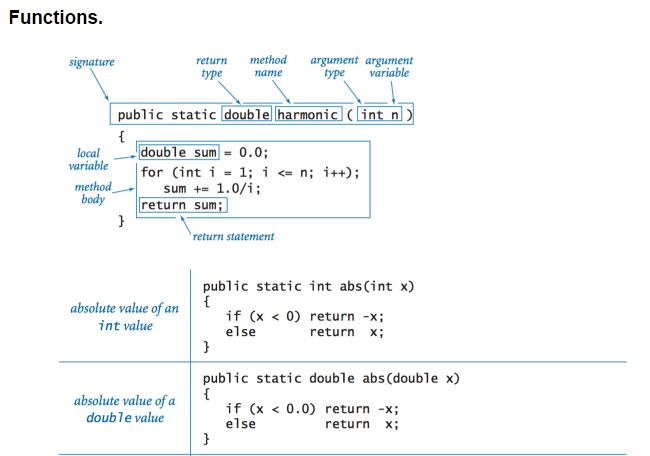 Functions.
signature
return type
method name
argument type
argument variable
public static double harmonic ( int n )
{
local variable
double sum = 0.0;
for (int i = 1; i <= n; i++);
method body
sum += 1.0/i;
return sum;
}
return statement
absolute value of an int value
public static int abs(int x)
{
if (x < 0) return -x;
else return x;
}
absolute value of a double value
public static double abs(double x)
{
if (x < 0.0) return -x;
else return x;
}